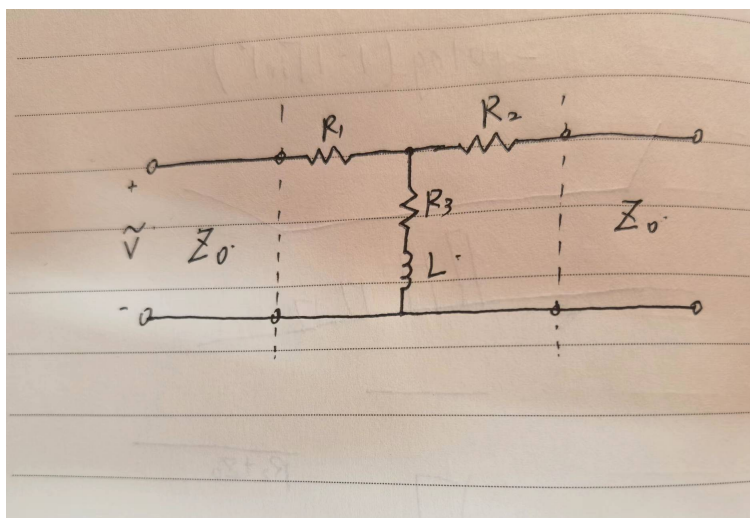 R₁
R₂
+
R₃
Ṽ
Z₀
Z₀
L
-